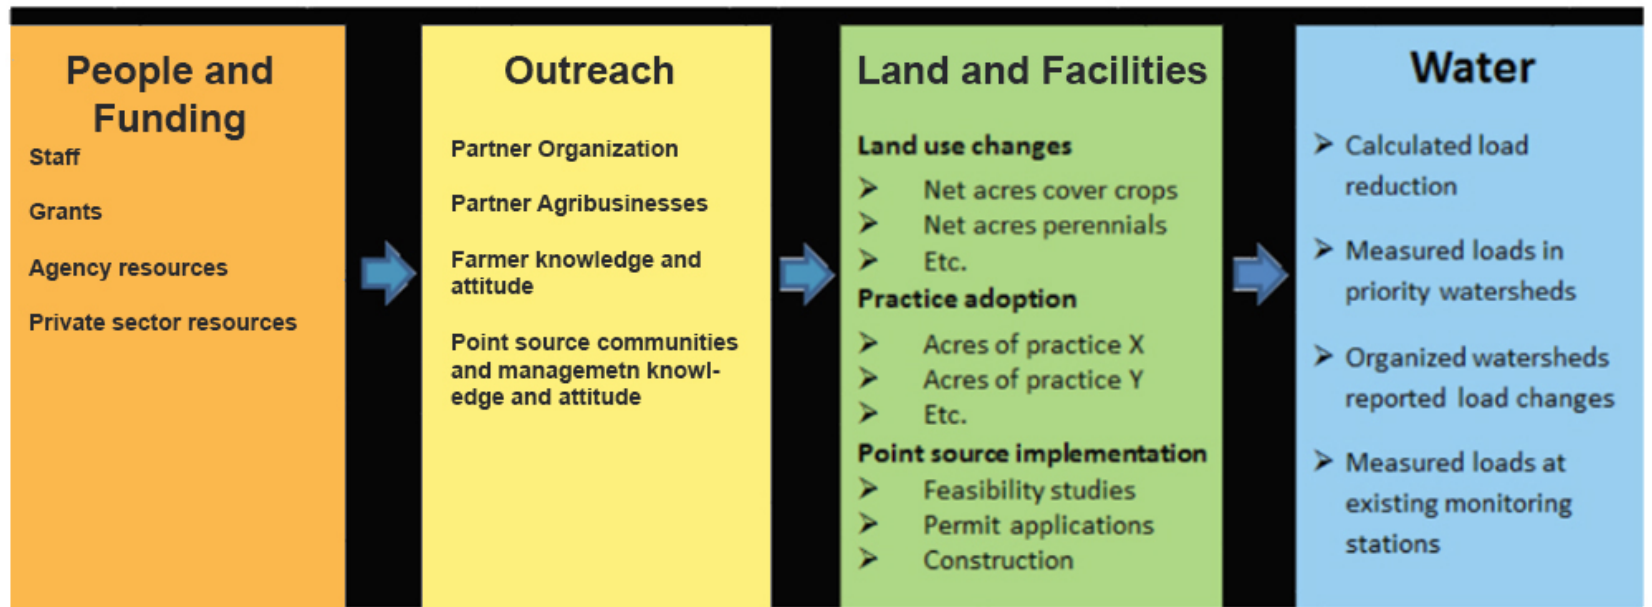 People and
Funding
Staff
Grants
Agency resources
Private sector resources
Outreach
Partner Organization
Partner Agribusinesses
Farmer knowledge and
attitude
Point source communities
and managemetn knowl-
edge and attitude
Land and Facilities
Land use changes
➤ Net acres cover crops
➤ Net acres perennials
➤ Etc.
Practice adoption
➤ Acres of practice X
➤ Acres of practice Y
➤ Etc.
Point source implementation
➤ Feasibility studies
➤ Permit applications
➤ Construction
Water
➤ Calculated load
reduction
➤ Measured loads in
priority watersheds
➤ Organized watersheds
reported load changes
➤ Measured loads at
existing monitoring
stations